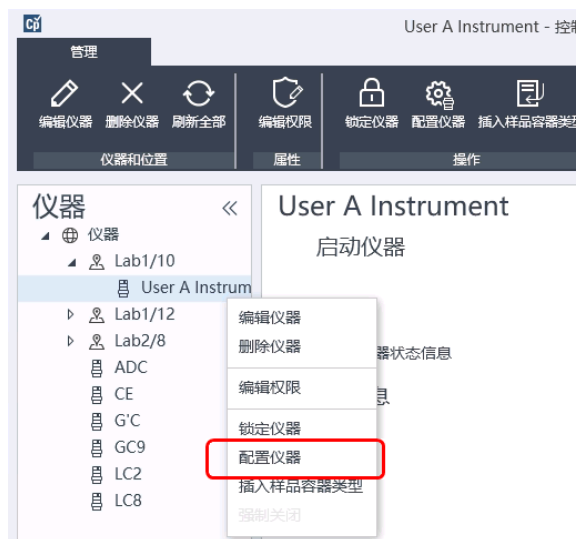 Cp
User A Instrument - 控制
管理
编辑仪器 删除仪器 刷新全部 编辑权限 锁定仪器 配置仪器 插入样品容器类型
仪器和位置 属性 操作
仪器 «
User A Instrument
启动仪器
仪器
Lab1/10
User A Instrum
Lab1/12
Lab2/8
ADC
CE
G'C
GC9
LC2
LC8
编辑仪器
删除仪器
编辑权限
锁定仪器
配置仪器
插入样品容器类型
强制关闭
器状态信息
息